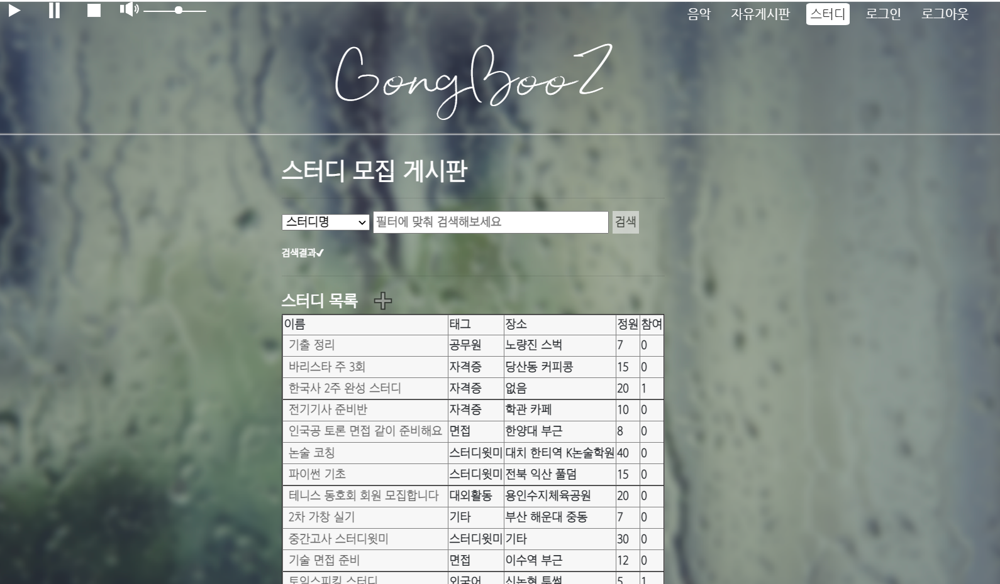 음악 자유게시판 스터디 로그인 로그아웃
GongBooZ
스터디 모집 게시판
스터디명 필터에 맞춰 검색해보세요 검색
검색결과✔
스터디 목록
이름 태그 장소 정원 참여
기출 정리 공무원 노량진 스벅 7 0
바리스타 주 3회 자격증 당산동 커피콩 15 0
한국사 2주 완성 스터디 자격증 없음 20 1
전기기사 준비반 자격증 학관 카페 10 0
인국공 토론 면접 같이 준비해요 면접 한양대 부근 8 0
논술 코칭 스터디윗미 대치 한티역 K논술학원 40 0
파이썬 기초 스터디윗미 전북 익산 풀덤 15 0
테니스 동호회 회원 모집합니다 대외활동 용인수지체육공원 20 0
2차 가창 실기 기타 부산 해운대 중동 7 0
중간고사 스터디윗미 스터디윗미 기타 30 0
기술 면접 준비 면접 이수역 부근 12 0
토익스피킹 스터디 외국어 신논현 투썸 5 1